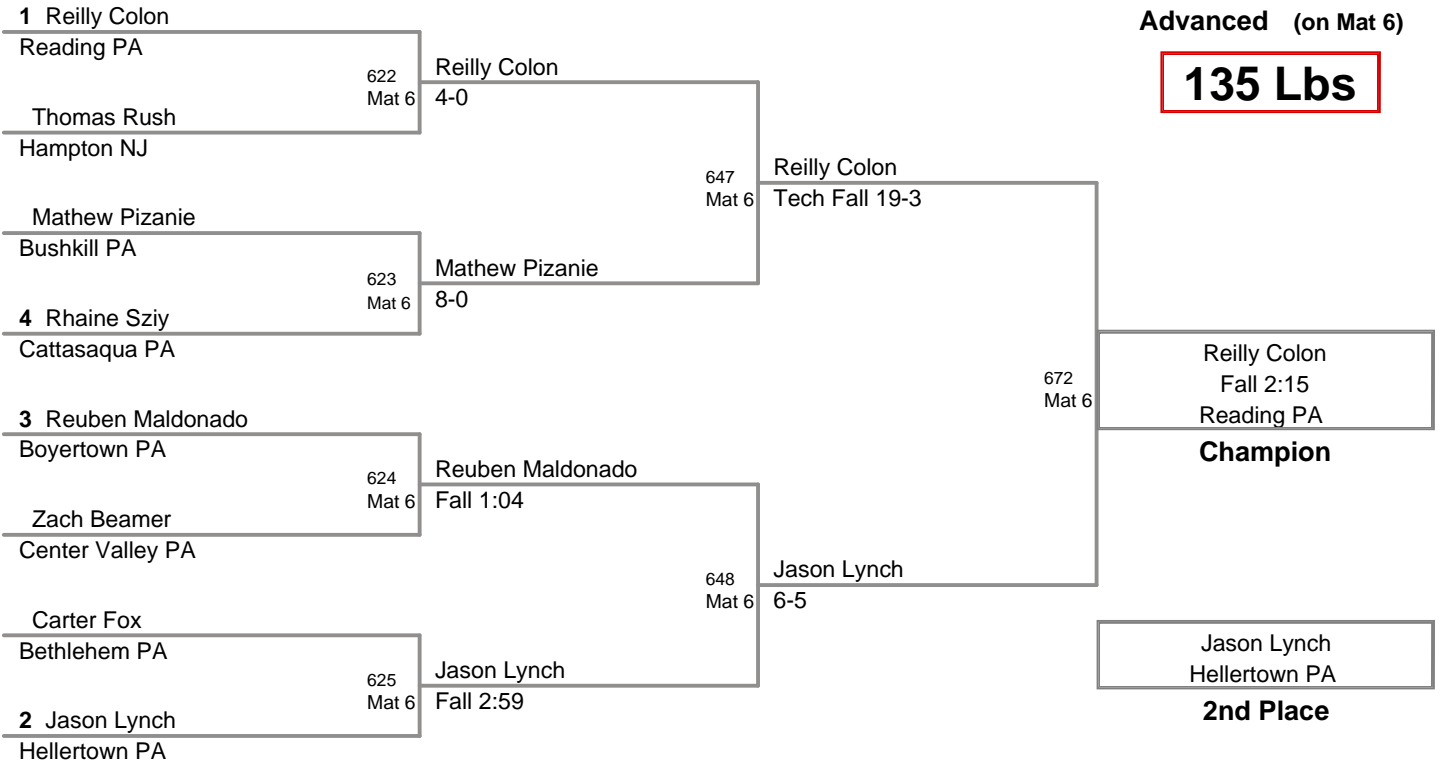 Advanced (on Mat 6)
135 Lbs
1 Reilly Colon
Reading PA
Thomas Rush
Hampton NJ
Mathew Pizanie
Bushkill PA
4 Rhaine Sziy
Cattasaqua PA
3 Reuben Maldonado
Boyertown PA
Zach Beamer
Center Valley PA
Carter Fox
Bethlehem PA
2 Jason Lynch
Hellertown PA
622
Mat 6
Reilly Colon
4-0
623
Mat 6
Mathew Pizanie
8-0
624
Mat 6
Reuben Maldonado
Fall 1:04
625
Mat 6
Jason Lynch
Fall 2:59
647
Mat 6
Reilly Colon
Tech Fall 19-3
648
Mat 6
Jason Lynch
6-5
672
Mat 6
Reilly Colon
Fall 2:15
Reading PA
Champion
Jason Lynch
Hellertown PA
2nd Place